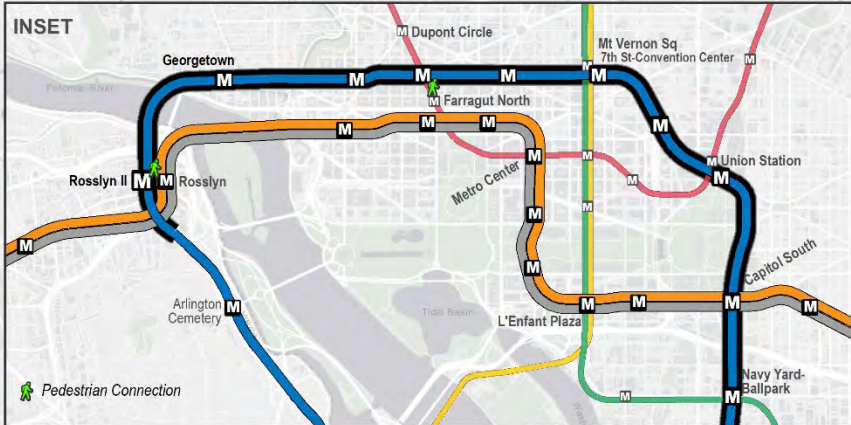 INSET
M Dupont Circle
Georgetown
Mt Vernon Sq
7th St-Convention Center
M
M
M
M
M
M
M
M Farragut North
Potomac River
M
M
M
M
Union Station
M
M
M
M
M
Metro Center
Rosslyn II M
M Rosslyn
M
M
M
M
Capitol South
M
Arlington
Cemetery
M
Tidal Basin
L'Enfant Plaza
M
M
M
M
Navy Yard-
Ballpark
M
M
Pedestrian Connection